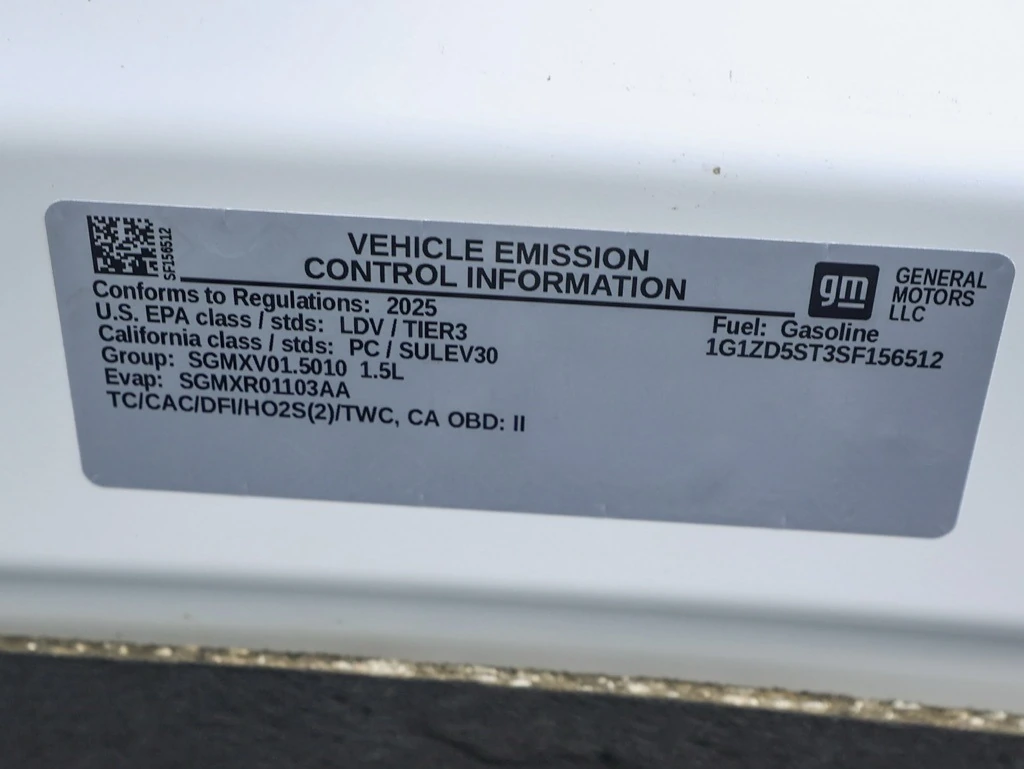 SF156512
VEHICLE EMISSION
CONTROL INFORMATION
gm
GENERAL
MOTORS
LLC
Conforms to Regulations: 2025
U.S. EPA class / stds: LDV / TIER3
California class / stds: PC / SULEV30
Group: SGMXV01.5010 1.5L
Evap: SGMXR01103AA
TC/CAC/DFI/HO2S(2)/TWC, CA OBD: II
Fuel: Gasoline
1G1ZD5ST3SF156512